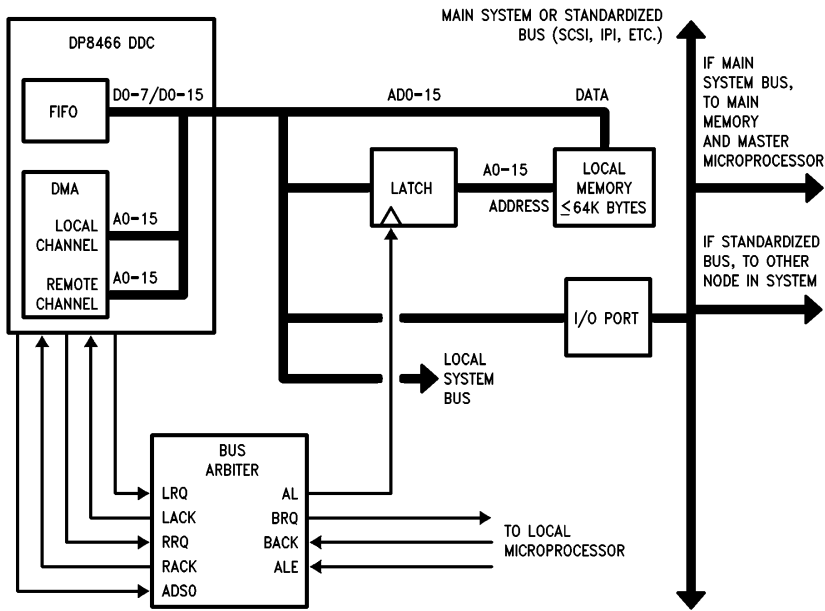 MAIN SYSTEM OR STANDARDIZED
BUS (SCSI, IPI, ETC.)
DP8466 DDC
FIFO
D0-7/D0-15
AD0-15
DATA
IF MAIN
SYSTEM BUS,
TO MAIN
MEMORY
AND MASTER
MICROPROCESSOR
DMA
LOCAL
CHANNEL
A0-15
REMOTE
CHANNEL
A0-15
LATCH
A0-15
ADDRESS
LOCAL
MEMORY
≤64K BYTES
IF STANDARDIZED
BUS, TO OTHER
NODE IN SYSTEM
I/O PORT
LOCAL
SYSTEM
BUS
BUS
ARBITER
LRQ
LACK
RRQ
RACK
ADS0
AL
BRQ
BACK
ALE
TO LOCAL
MICROPROCESSOR